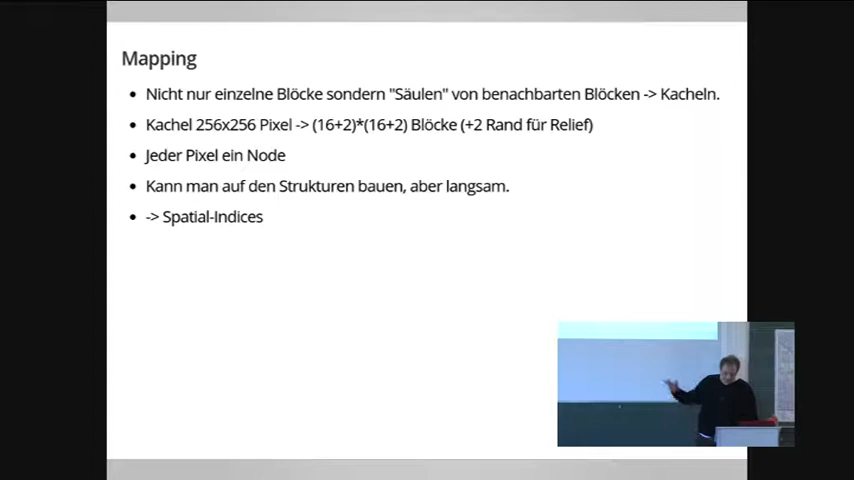 Mapping
Nicht nur einzelne Blöcke sondern "Säulen" von benachbarten Blöcken -> Kacheln.
Kachel 256x256 Pixel -> (16+2)*(16+2) Blöcke (+2 Rand für Relief)
Jeder Pixel ein Node
Kann man auf den Strukturen bauen, aber langsam.
-> Spatial-Indices